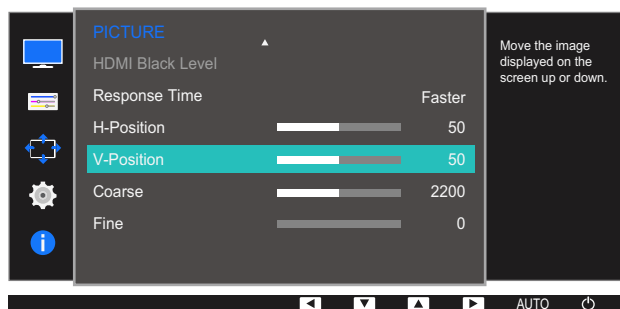 PICTURE
HDMI Black Level
Response Time Faster
H-Position 50
V-Position 50
Coarse 2200
Fine 0
Move the image
displayed on the
screen up or down.
AUTO